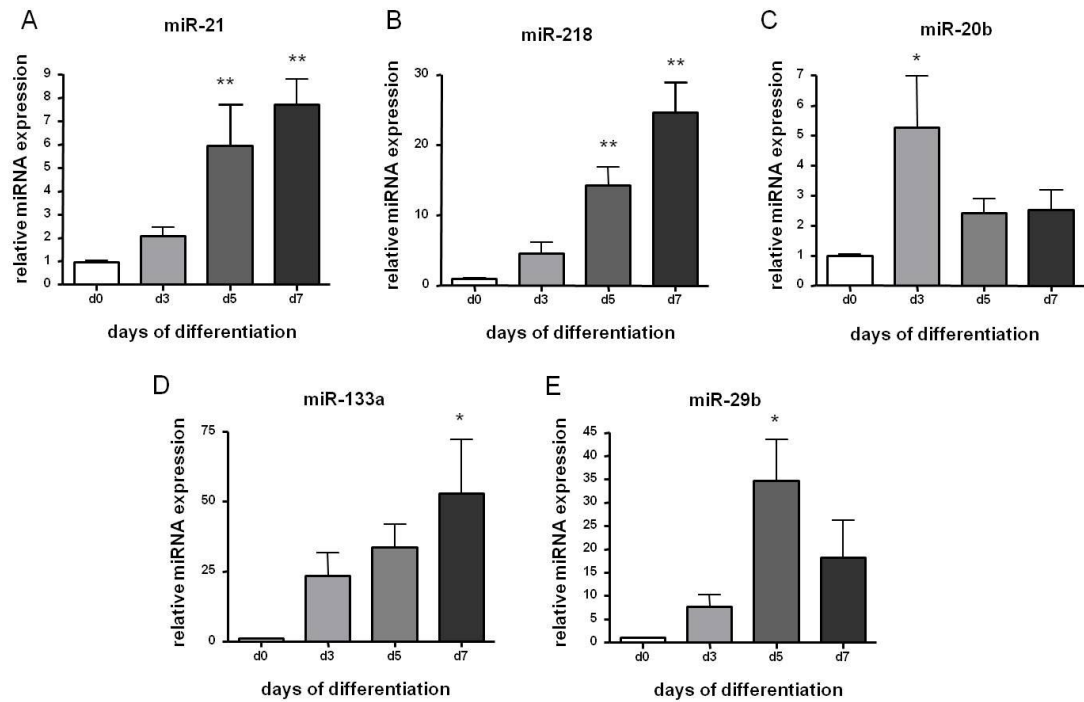 A
miR-21
relative miRNA expression
9
8
7
6
5
4
3
2
1
0
** **
d0 d3 d5 d7
days of differentiation
B
miR-218
relative miRNA expression
30
20
10
0
** **
d0 d3 d5 d7
days of differentiation
C
miR-20b
relative miRNA expression
7
6
5
4
3
2
1
0
*
d0 d3 d5 d7
days of differentiation
D
miR-133a
relative miRNA expression
75
50
25
0
*
d0 d3 d5 d7
days of differentiation
E
miR-29b
relative miRNA expression
45
40
35
30
25
20
15
10
5
0
*
d0 d3 d5 d7
days of differentiation